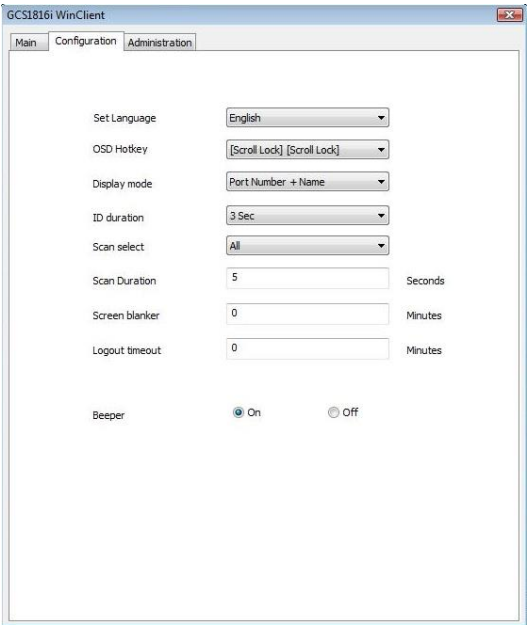 GCS1816i WinClient
Main Configuration Administration
Set Language English
OSD Hotkey [Scroll Lock] [Scroll Lock]
Display mode Port Number + Name
ID duration 3 Sec
Scan select All
Scan Duration 5 Seconds
Screen blanker 0 Minutes
Logout timeout 0 Minutes
Beeper On Off